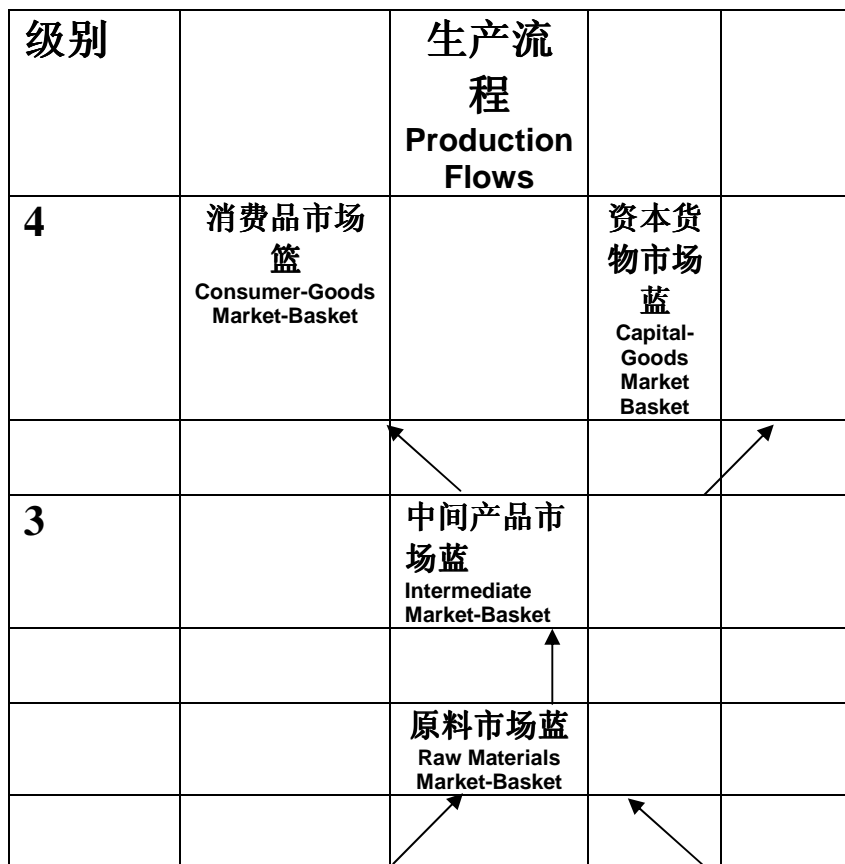 级别
生产流
程
Production
Flows
4
消费品市场
篮
Consumer-Goods
Market-Basket
资本货
物市场
蓝
Capital-
Goods
Market
Basket
3
中间产品市
场蓝
Intermediate
Market-Basket
原料市场蓝
Raw Materials
Market-Basket